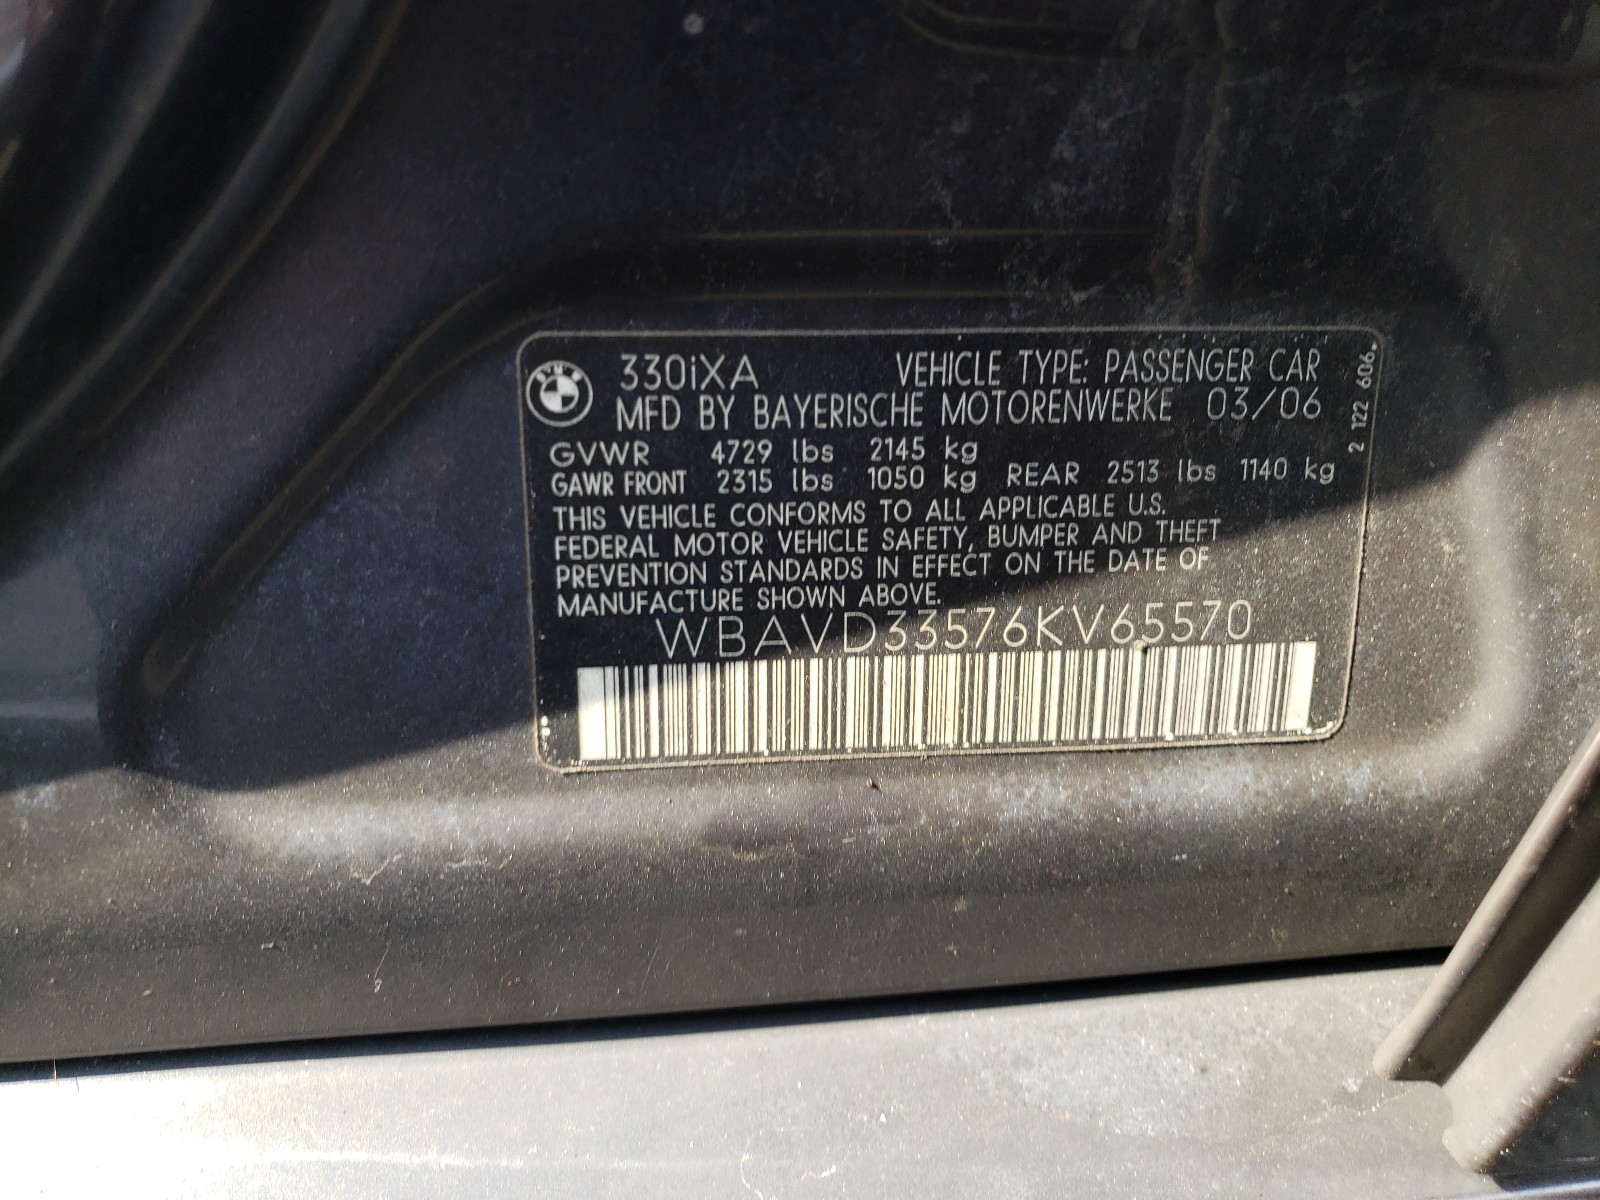 BMW
330iXA VEHICLE TYPE: PASSENGER CAR
MFD BY BAYERISCHE MOTORENWERKE 03/06
GVWR 4729 lbs 2145 kg
GAWR FRONT 2315 lbs 1050 kg REAR 2513 lbs 1140 kg
THIS VEHICLE CONFORMS TO ALL APPLICABLE U.S.
FEDERAL MOTOR VEHICLE SAFETY, BUMPER AND THEFT
PREVENTION STANDARDS IN EFFECT ON THE DATE OF
MANUFACTURE SHOWN ABOVE.
WBAVD33576KV65570
2 122 606.